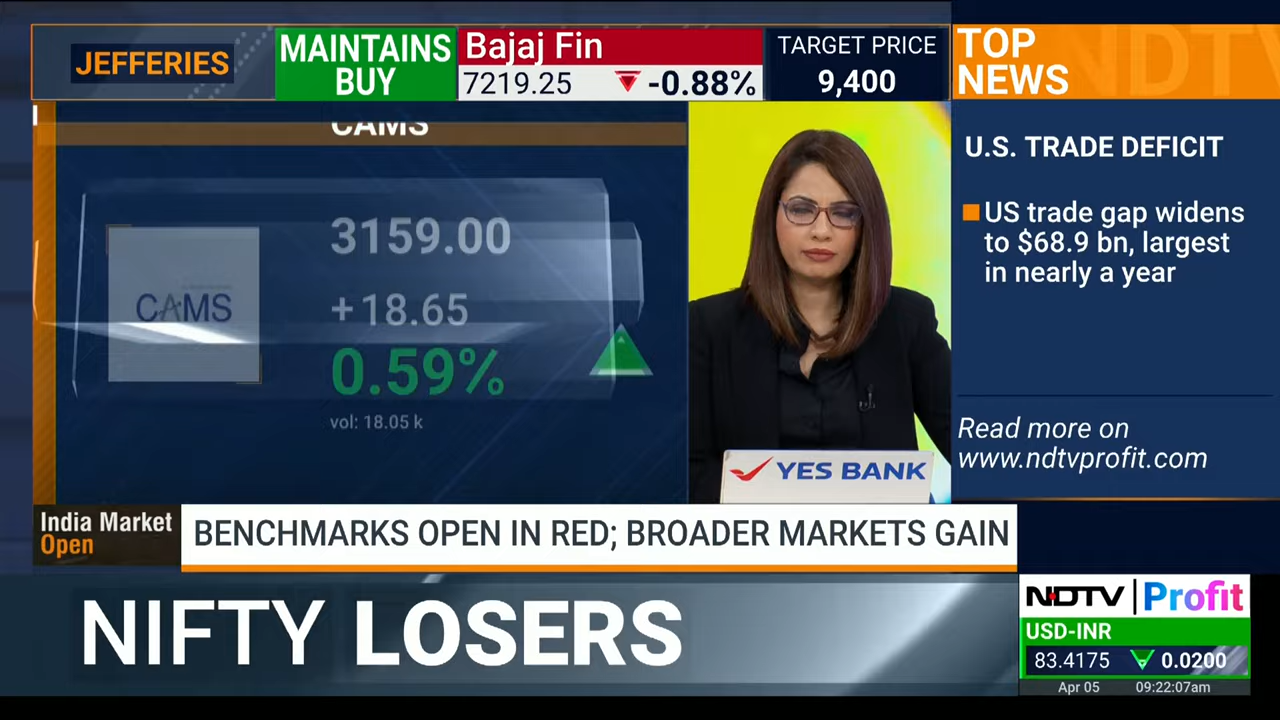 JEFFERIES
MAINTAINS
BUY
Bajaj Fin
7219.25 -0.88%
TARGET PRICE
9,400
TOP
NEWS
U.S. TRADE DEFICIT
US trade gap widens
to $68.9 bn, largest
in nearly a year
Read more on
www.ndtvprofit.com
CAMS
3159.00
+18.65
0.59%
vol: 18.05 k
CAMS
YES BANK
India Market
Open
BENCHMARKS OPEN IN RED; BROADER MARKETS GAIN
NIFTY LOSERS
NDTV Profit
USD-INR
83.4175 0.0200
Apr 05 09:22:07am